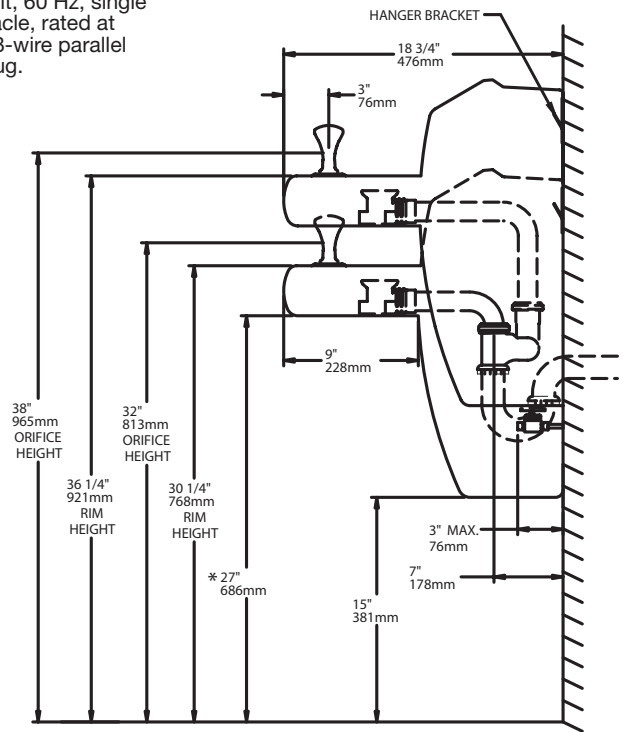 lt, 60 Hz, single
acle, rated at
3-wire parallel
ug.
HANGER BRACKET
18 3/4"
476mm
3"
76mm
9"
228mm
38"
965mm
ORIFICE
HEIGHT
32"
813mm
ORIFICE
HEIGHT
36 1/4"
921mm
RIM
HEIGHT
30 1/4"
768mm
RIM
HEIGHT
* 27"
686mm
3" MAX.
76mm
7"
178mm
15"
381mm